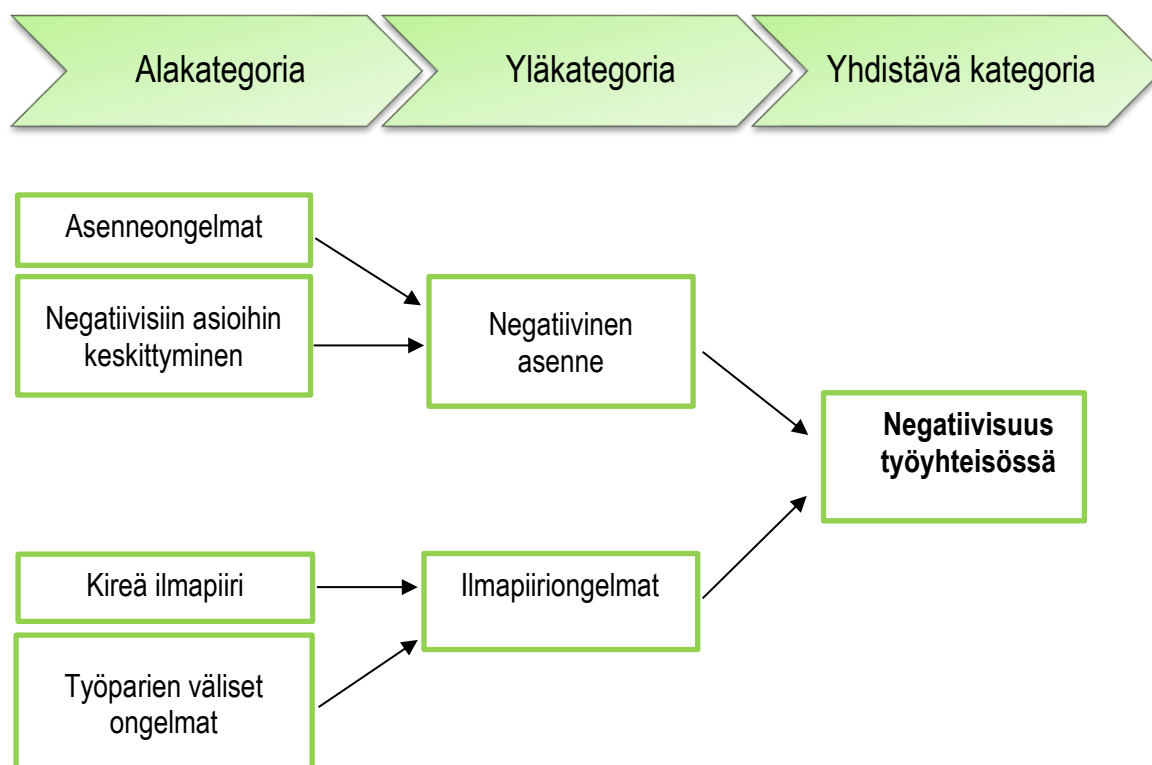 Alakategoria
Yläkategoria
Yhdistävä kategoria
Asenneongelmat
Negatiivisiin asioihin
keskittyminen
Negatiivinen
asenne
Negatiivisuus
työyhteisössä
Kireä ilmapiiri
Ilmapiiriongelmat
Työparien väliset
ongelmat